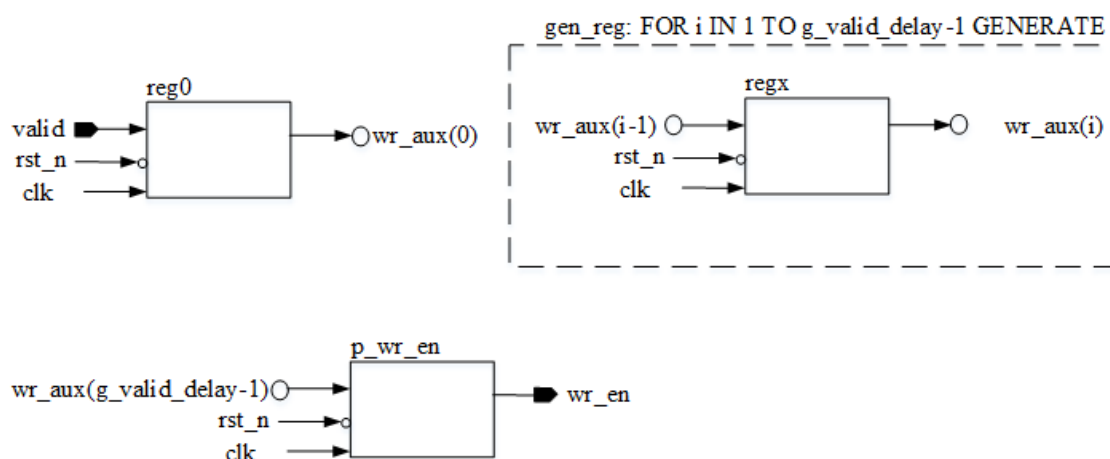 gen_reg: FOR i IN 1 TO g_valid_delay-1 GENERATE
reg0
valid
rst_n
clk
wr_aux(0)
regx
wr_aux(i-1)
rst_n
clk
wr_aux(i)
p_wr_en
wr_aux(g_valid_delay-1)
rst_n
clk
wr_en